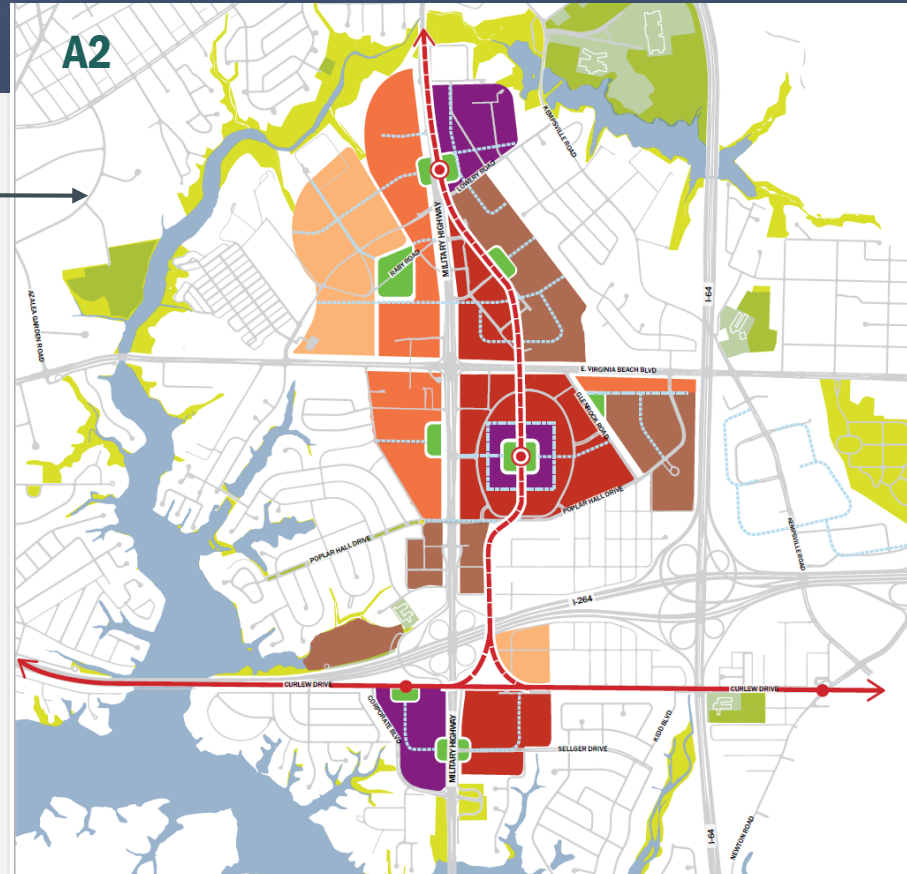 A2
KEMPSVILLE ROAD
LOWERY ROAD
MILITARY HIGHWAY
RABY ROAD
I-64
AZALEA GARDEN ROAD
E. VIRGINIA BEACH BLVD
GLENROCK ROAD
POPLAR HALL DRIVE
KEMPSVILLE ROAD
POPLAR HALL DRIVE
I-264
CURLEW DRIVE
CURLEW DRIVE
CORPORATE BLVD
MILITARY HIGHWAY
KIDD BLVD
SELLGER DRIVE
I-64
NEWTON ROAD